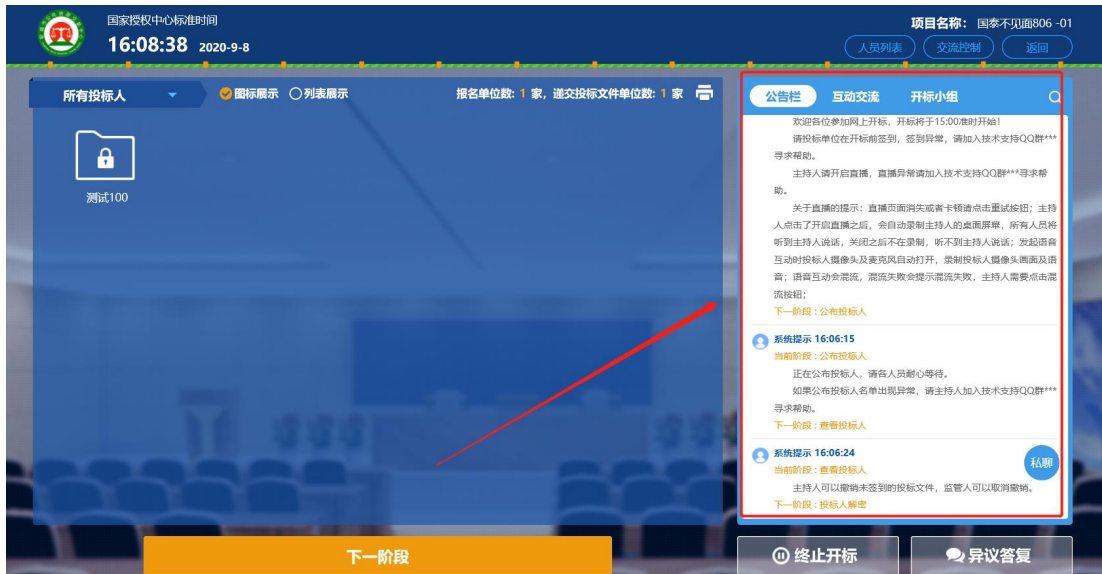 国家授权中心标准时间
16:08:38 2020-9-8
项目名称： 国泰不见面806 -01
人员列表 交流控制 返回
所有投标人 图标展示 列表展示 报名单位数: 1 家，递交投标文件单位数: 1 家
测试100
公告栏 互动交流 开标小组
欢迎各位参加网上开标，开标将于15:00准时开始！
请投标单位在开标前签到，签到异常，请加入技术支持QQ群***
寻求帮助。
主持人请开启直播，直播异常请加入技术支持QQ群***寻求帮
助。
关于直播的提示：直播页面消失或者卡顿请点击重试按钮；主持
人点击了开启直播之后，会自动录制主持人的桌面屏幕，所有人员将
听到主持人说话，关闭之后不在录制，听不到主持人说话；发起语音
互动时投标人摄像头及麦克风自动打开，录制投标人摄像头画面及语
音；语音互动会混流，混流失败会提示混流失败，主持人需要点击混
流按钮；
下一阶段 : 公布投标人
系统提示 16:06:15
当前阶段 : 公布投标人
正在公布投标人，请各人员耐心等待。
如果公布投标人名单出现异常，请主持人加入技术支持QQ群***
寻求帮助。
下一阶段 : 查看投标人
系统提示 16:06:24
当前阶段 : 查看投标人
主持人可以撤销未签到的投标文件，监管人可以取消撤销。
下一阶段 : 投标人解密
私聊
下一阶段 终止开标 异议答复